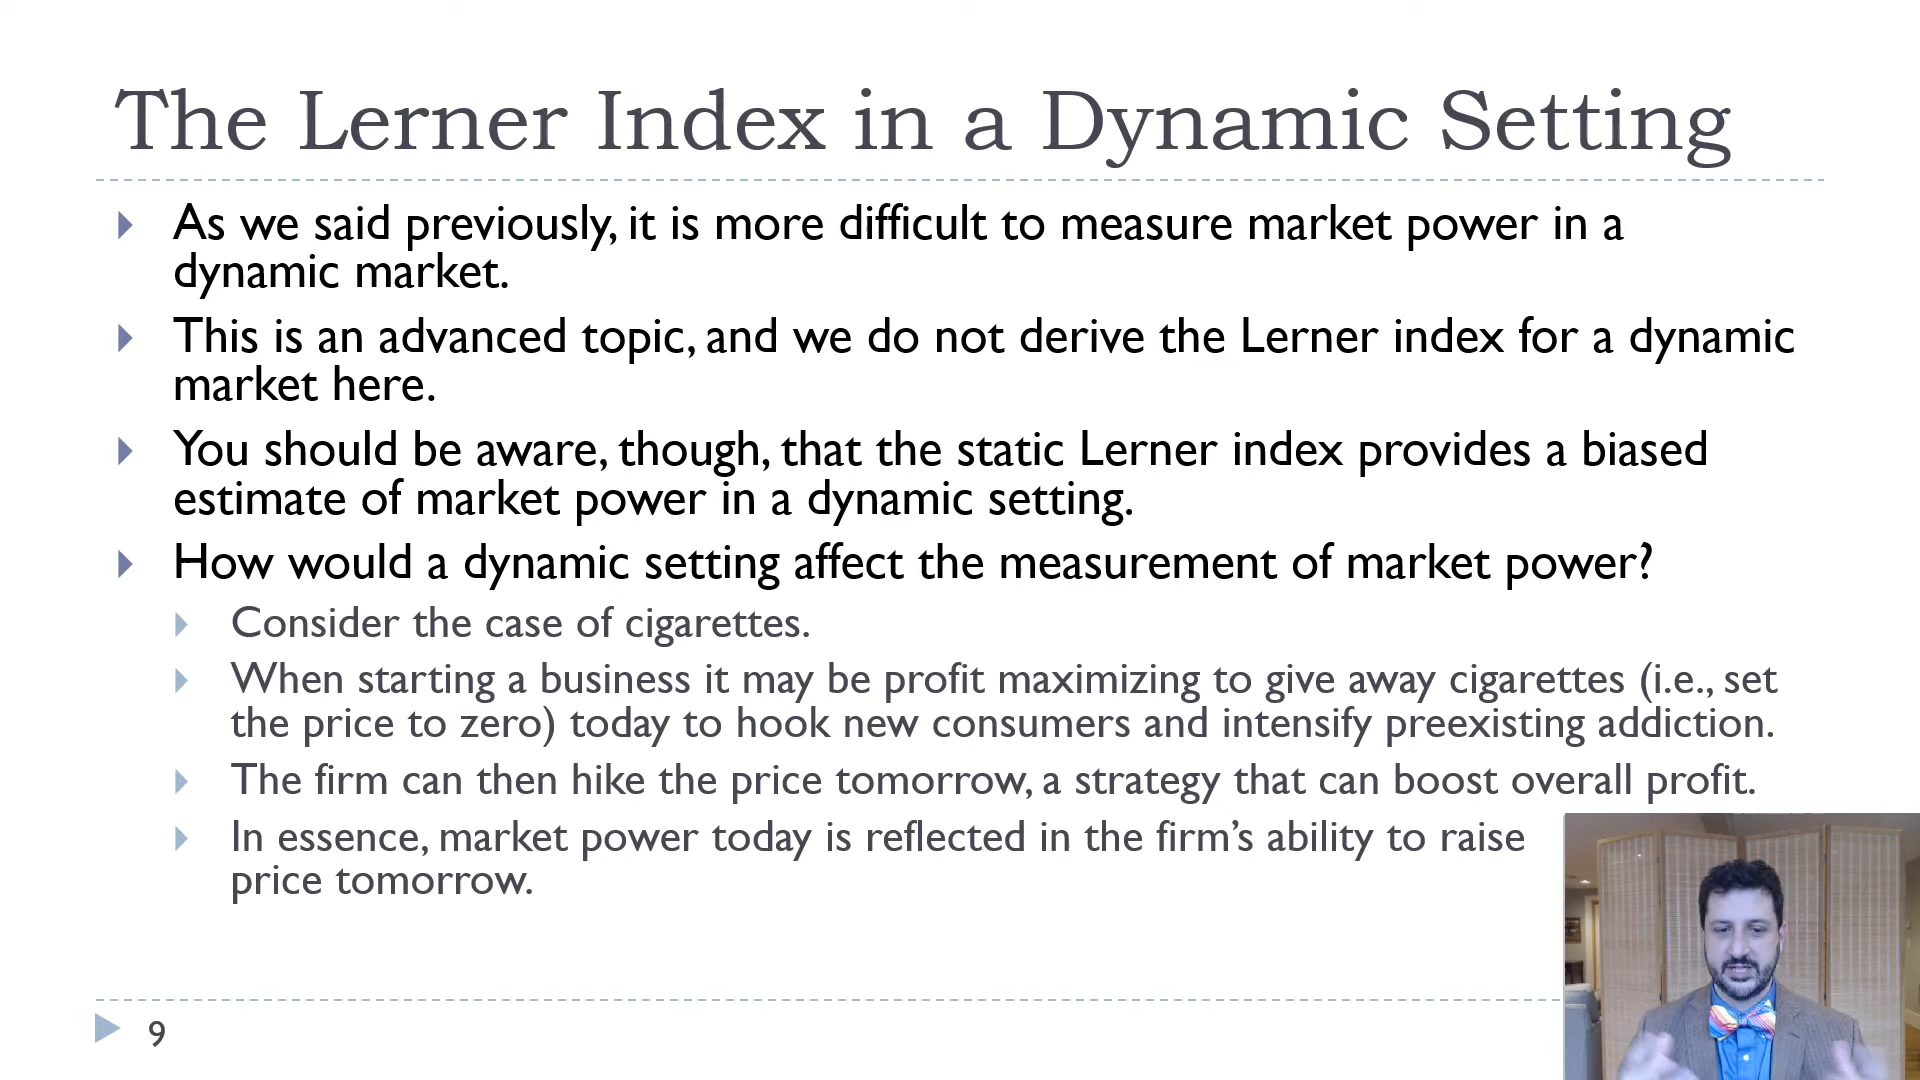 The Lerner Index in a Dynamic Setting
As we said previously, it is more difficult to measure market power in a
dynamic market.
This is an advanced topic, and we do not derive the Lerner index for a dynamic
market here.
You should be aware, though, that the static Lerner index provides a biased
estimate of market power in a dynamic setting.
How would a dynamic setting affect the measurement of market power?
Consider the case of cigarettes.
When starting a business it may be profit maximizing to give away cigarettes (i.e., set
the price to zero) today to hook new consumers and intensify preexisting addiction.
The firm can then hike the price tomorrow, a strategy that can boost overall profit.
In essence, market power today is reflected in the firm's ability to raise
price tomorrow.
9